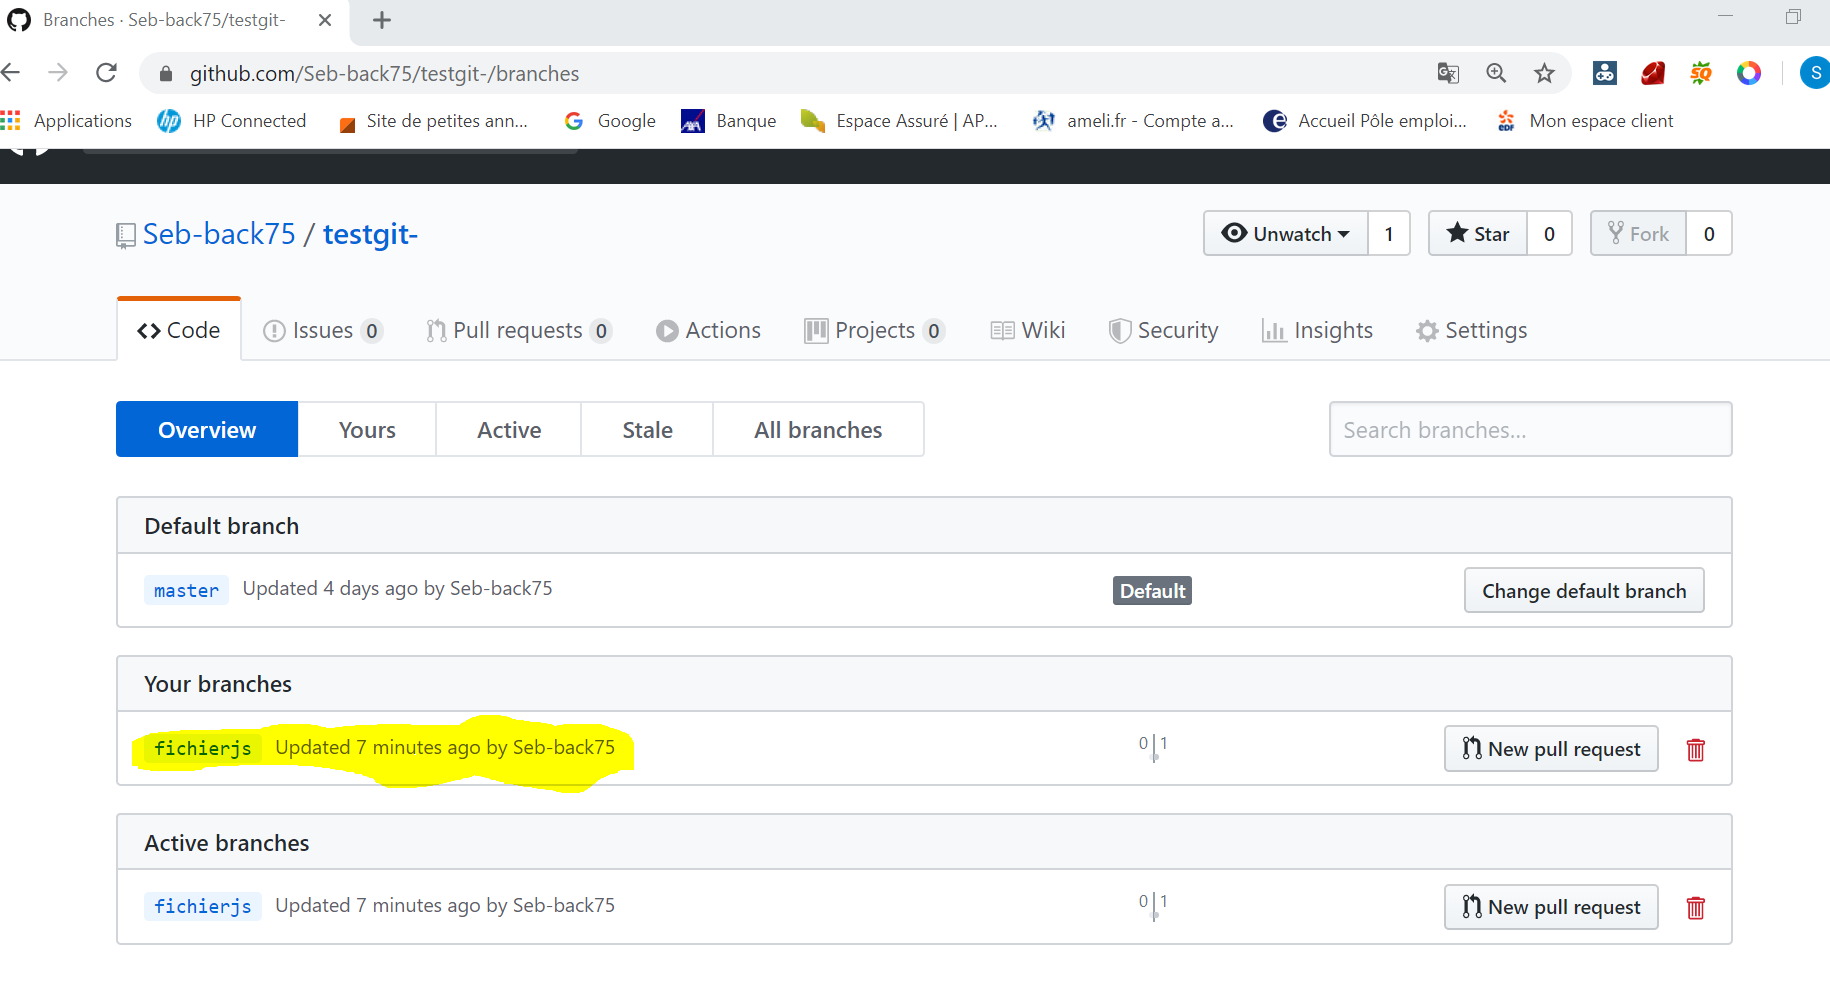 Branches · Seb-back75/testgit-
github.com/Seb-back75/testgit-/branches
S
Applications HP Connected Site de petites ann... Google Banque Espace Assuré | AP... ameli.fr - Compte a... Accueil Pôle emploi... Mon espace client
Seb-back75 / testgit-
Unwatch 1 Star 0 Fork 0
Code Issues 0 Pull requests 0 Actions Projects 0 Wiki Security Insights Settings
Overview Yours Active Stale All branches Search branches...
Default branch
master Updated 4 days ago by Seb-back75 Default Change default branch
Your branches
fichierjs Updated 7 minutes ago by Seb-back75 0 1 New pull request
Active branches
fichierjs Updated 7 minutes ago by Seb-back75 0 1 New pull request